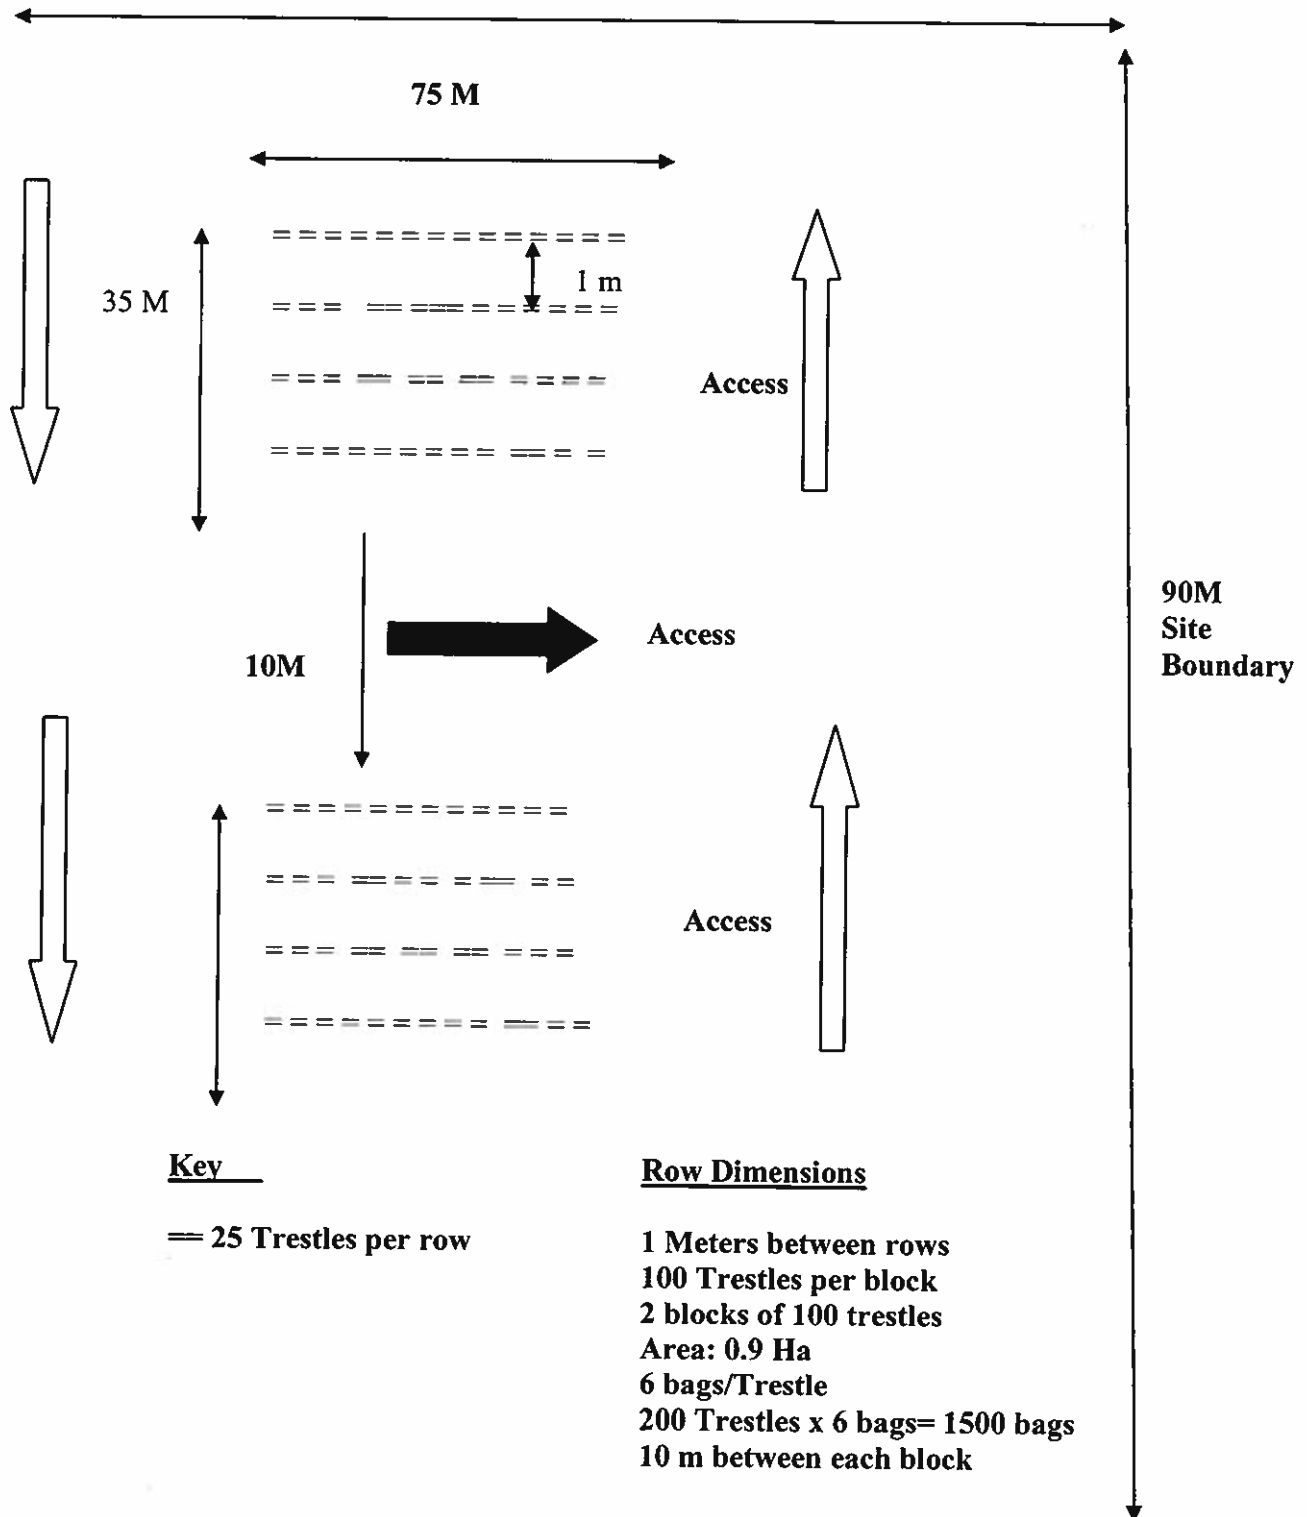 75 M
1 m
35 M
Access
90M
Site
Boundary
Access
10M
Access
Key
== 25 Trestles per row
Row Dimensions
1 Meters between rows
100 Trestles per block
2 blocks of 100 trestles
Area: 0.9 Ha
6 bags/Trestle
200 Trestles x 6 bags= 1500 bags
10 m between each block